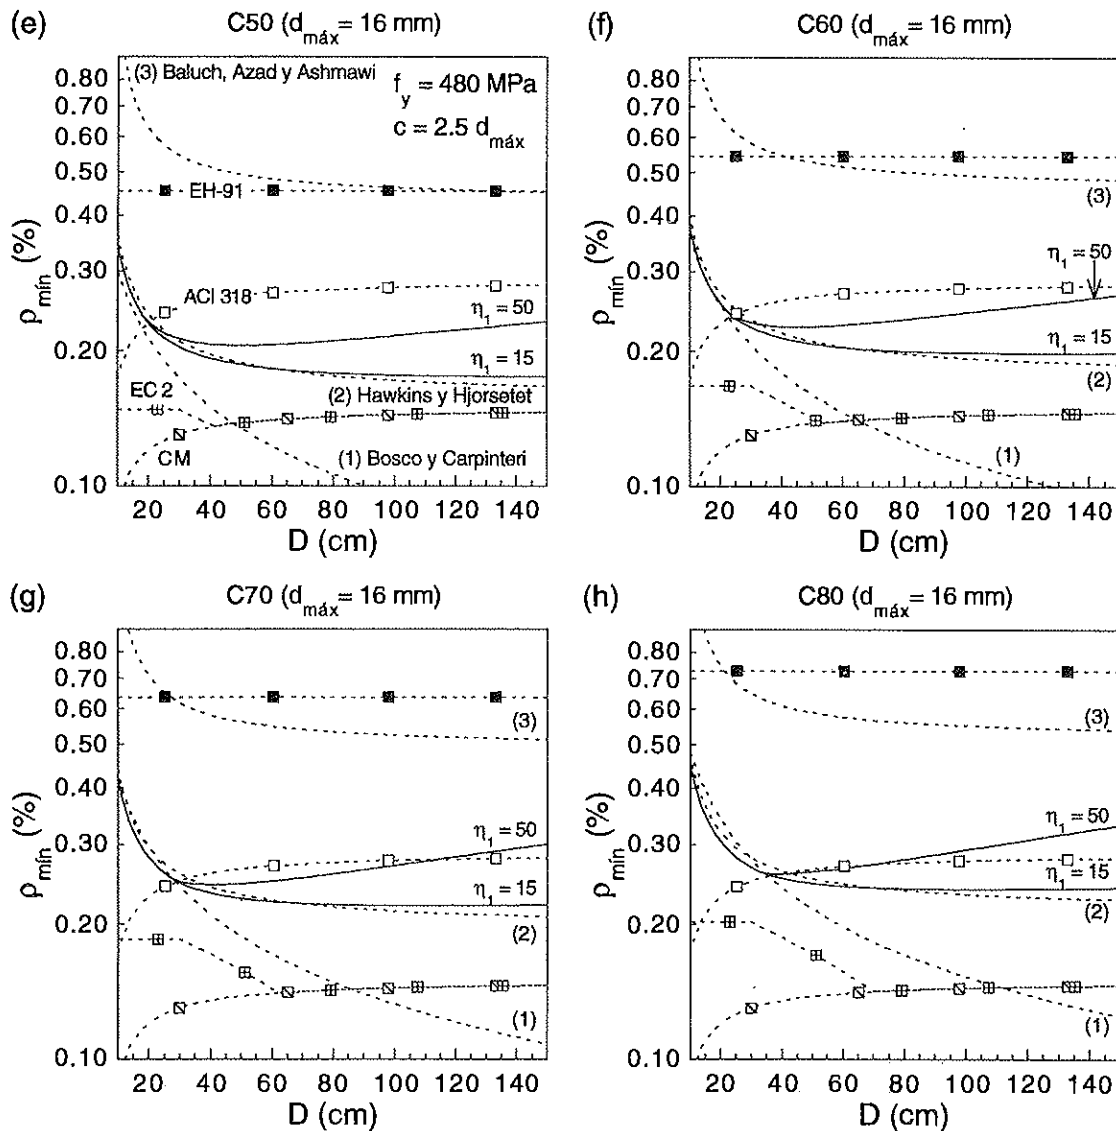 (e)
C50 (dmáx= 16 mm)
(3) Baluch, Azad y Ashmawi
fy = 480 MPa
c = 2.5 dmáx
EH-91
ACI 318
η1 = 50
η1 = 15
EC 2
(2) Hawkins y Hjorsetet
CM
(1) Bosco y Carpinteri
ρmín (%)
0.80
0.70
0.60
0.50
0.40
0.30
0.20
0.10
20 40 60 80 100 120 140
D (cm)
(f)
C60 (dmáx= 16 mm)
(3)
η1 = 50
η1 = 15
(2)
(1)
ρmín (%)
0.80
0.70
0.60
0.50
0.40
0.30
0.20
0.10
20 40 60 80 100 120 140
D (cm)
(g)
C70 (dmáx= 16 mm)
(3)
η1 = 50
η1 = 15
(2)
(1)
ρmín (%)
0.80
0.70
0.60
0.50
0.40
0.30
0.20
0.10
20 40 60 80 100 120 140
D (cm)
(h)
C80 (dmáx= 16 mm)
(3)
η1 = 50
η1 = 15
(2)
(1)
ρmín (%)
0.80
0.70
0.60
0.50
0.40
0.30
0.20
0.10
20 40 60 80 100 120 140
D (cm)